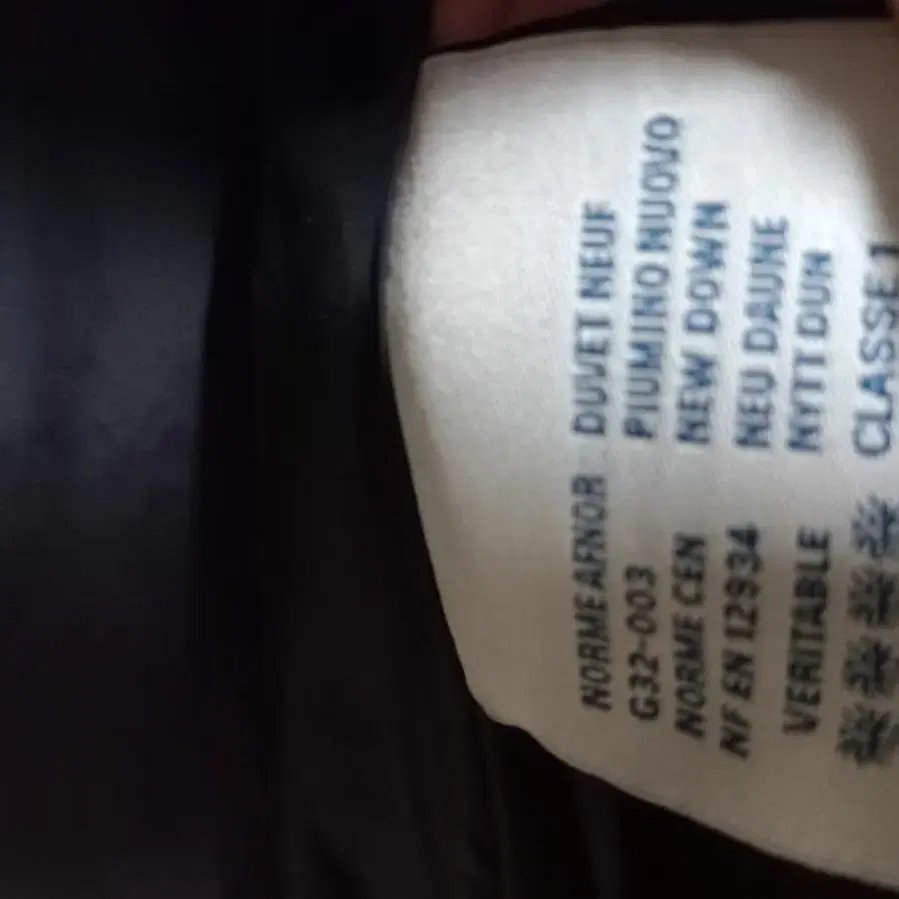 NORME AFNOR DUVET NEUF
G32-003 PIUMINO NUOVO
NORME CEN NEW DOWN
NF EN 12934 NEU DAUNE
VERITABLE NYTT DUN
CLASSE 1